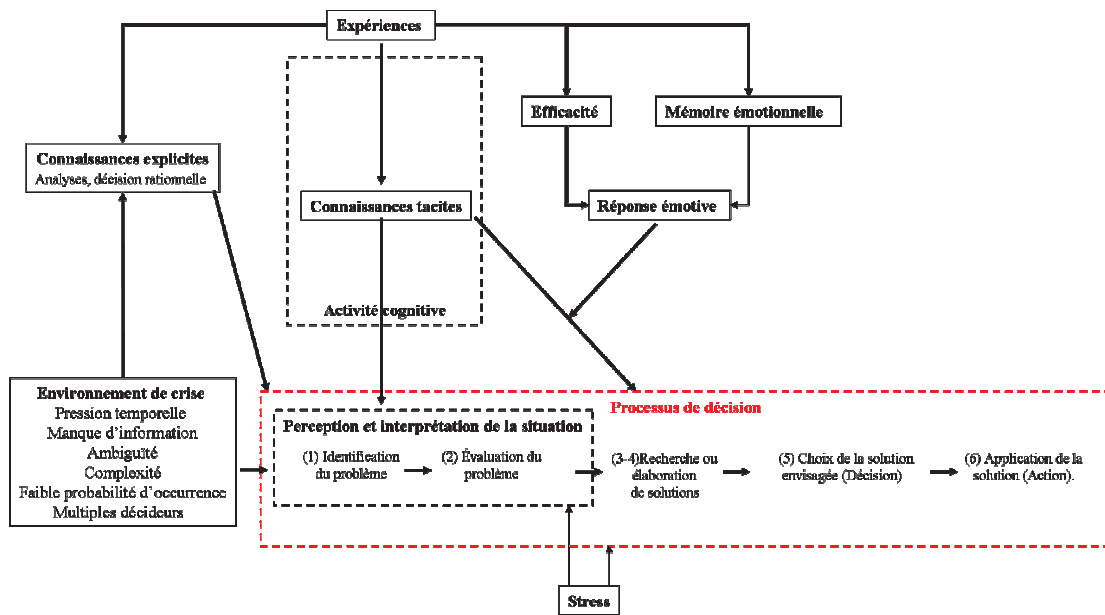 Expériences
Efficacité
Mémoire émotionnelle
Connaissances explicites
Analyses, décision rationnelle
Connaissances tacites
Réponse émotive
Activité cognitive
Environnement de crise
Pression temporelle
Manque d'information
Ambiguïté
Complexité
Faible probabilité d'occurrence
Multiples décideurs
Processus de décision
Perception et interprétation de la situation
(1) Identification
du problème
(2) Évaluation du
problème
(3-4)Recherche ou
élaboration
de solutions
(5) Choix de la solution
envisagée (Décision)
(6) Application de la
solution (Action).
Stress